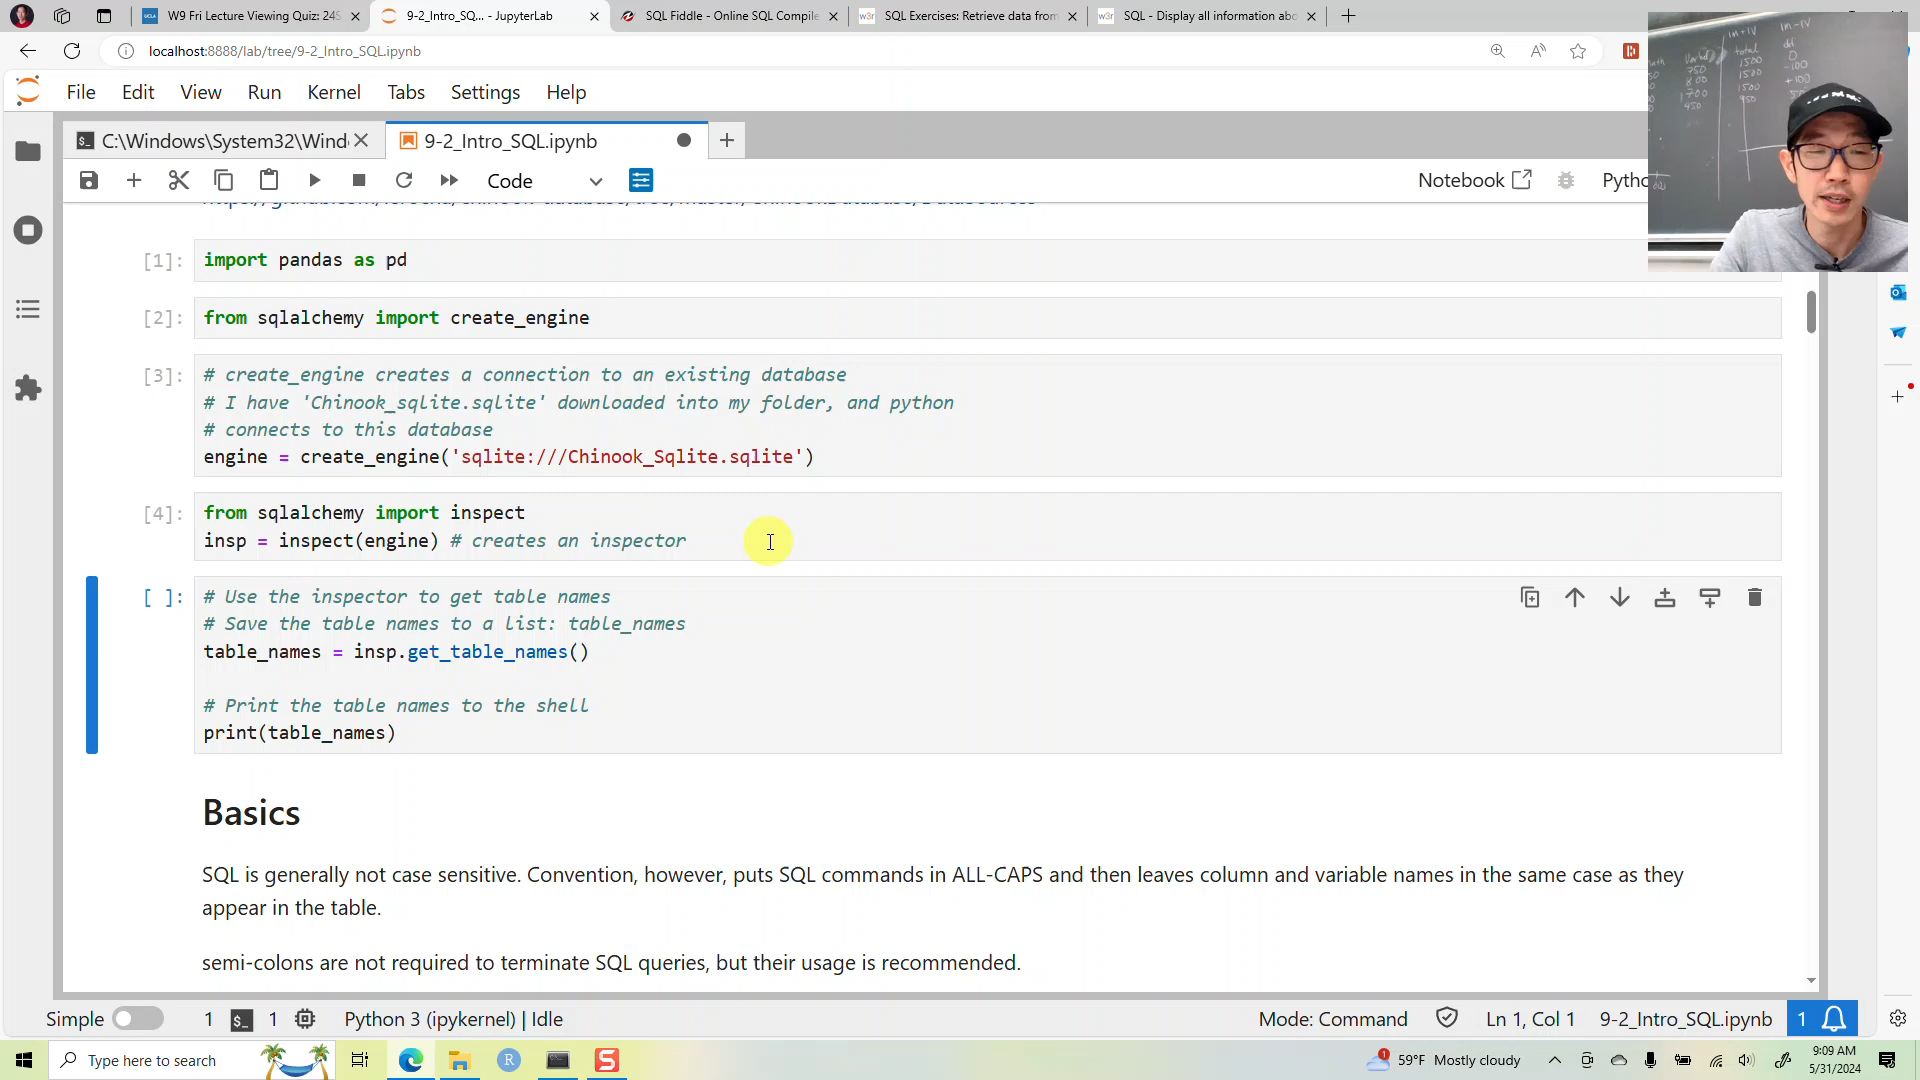 W9 Fri Lecture Viewing Quiz: 24S
9-2_Intro_SQ... - JupyterLab
SQL Fiddle - Online SQL Compile
SQL Exercises: Retrieve data from
SQL - Display all information abo
localhost:8888/lab/tree/9-2_Intro_SQL.ipynb
File Edit View Run Kernel Tabs Settings Help
C:\Windows\System32\Wind
9-2_Intro_SQL.ipynb
Code
Notebook
Pytho
[1]:
import pandas as pd
[2]:
from sqlalchemy import create_engine
[3]:
# create_engine creates a connection to an existing database
# I have 'Chinook_sqlite.sqlite' downloaded into my folder, and python
# connects to this database
engine = create_engine('sqlite:///Chinook_Sqlite.sqlite')
[4]:
from sqlalchemy import inspect
insp = inspect(engine) # creates an inspector
[ ]:
# Use the inspector to get table names
# Save the table names to a list: table_names
table_names = insp.get_table_names()
# Print the table names to the shell
print(table_names)
Basics
SQL is generally not case sensitive. Convention, however, puts SQL commands in ALL-CAPS and then leaves column and variable names in the same case as they
appear in the table.
semi-colons are not required to terminate SQL queries, but their usage is recommended.
Simple 1 1 Python 3 (ipykernel) | Idle
Mode: Command Ln 1, Col 1 9-2_Intro_SQL.ipynb 1
Type here to search
59°F Mostly cloudy
9:09 AM
5/31/2024